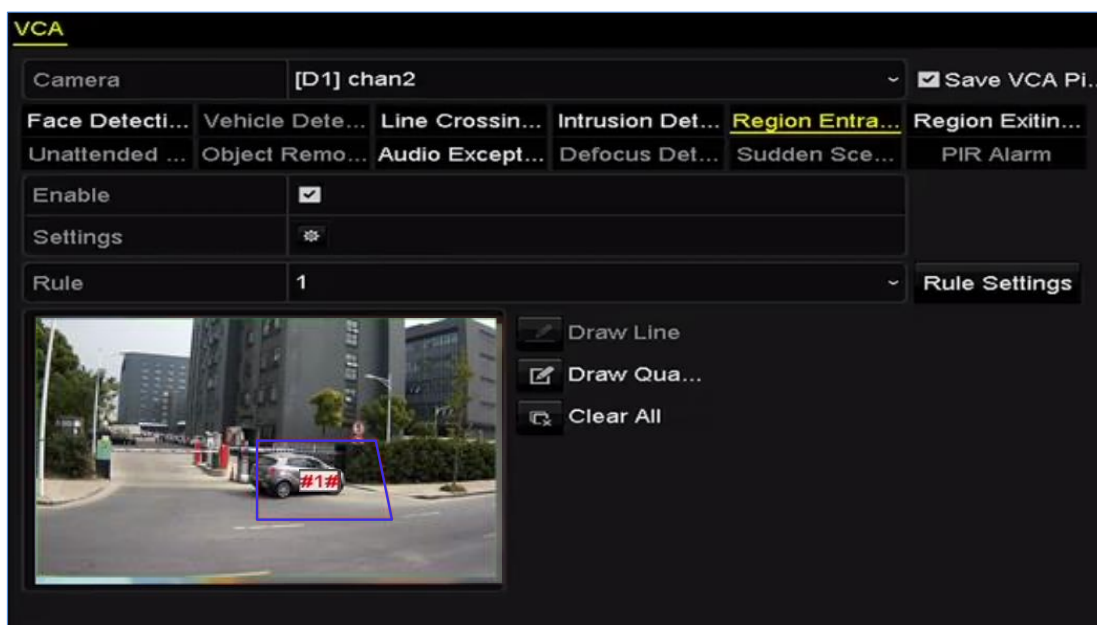 VCA
Camera [D1] chan2 Save VCA Pi...
Face Detecti... Vehicle Dete... Line Crossin... Intrusion Det... Region Entra... Region Exitin...
Unattended ... Object Remo... Audio Except... Defocus Det... Sudden Sce... PIR Alarm
Enable
Settings
Rule 1 Rule Settings
Draw Line
Draw Qua...
Clear All
#1#